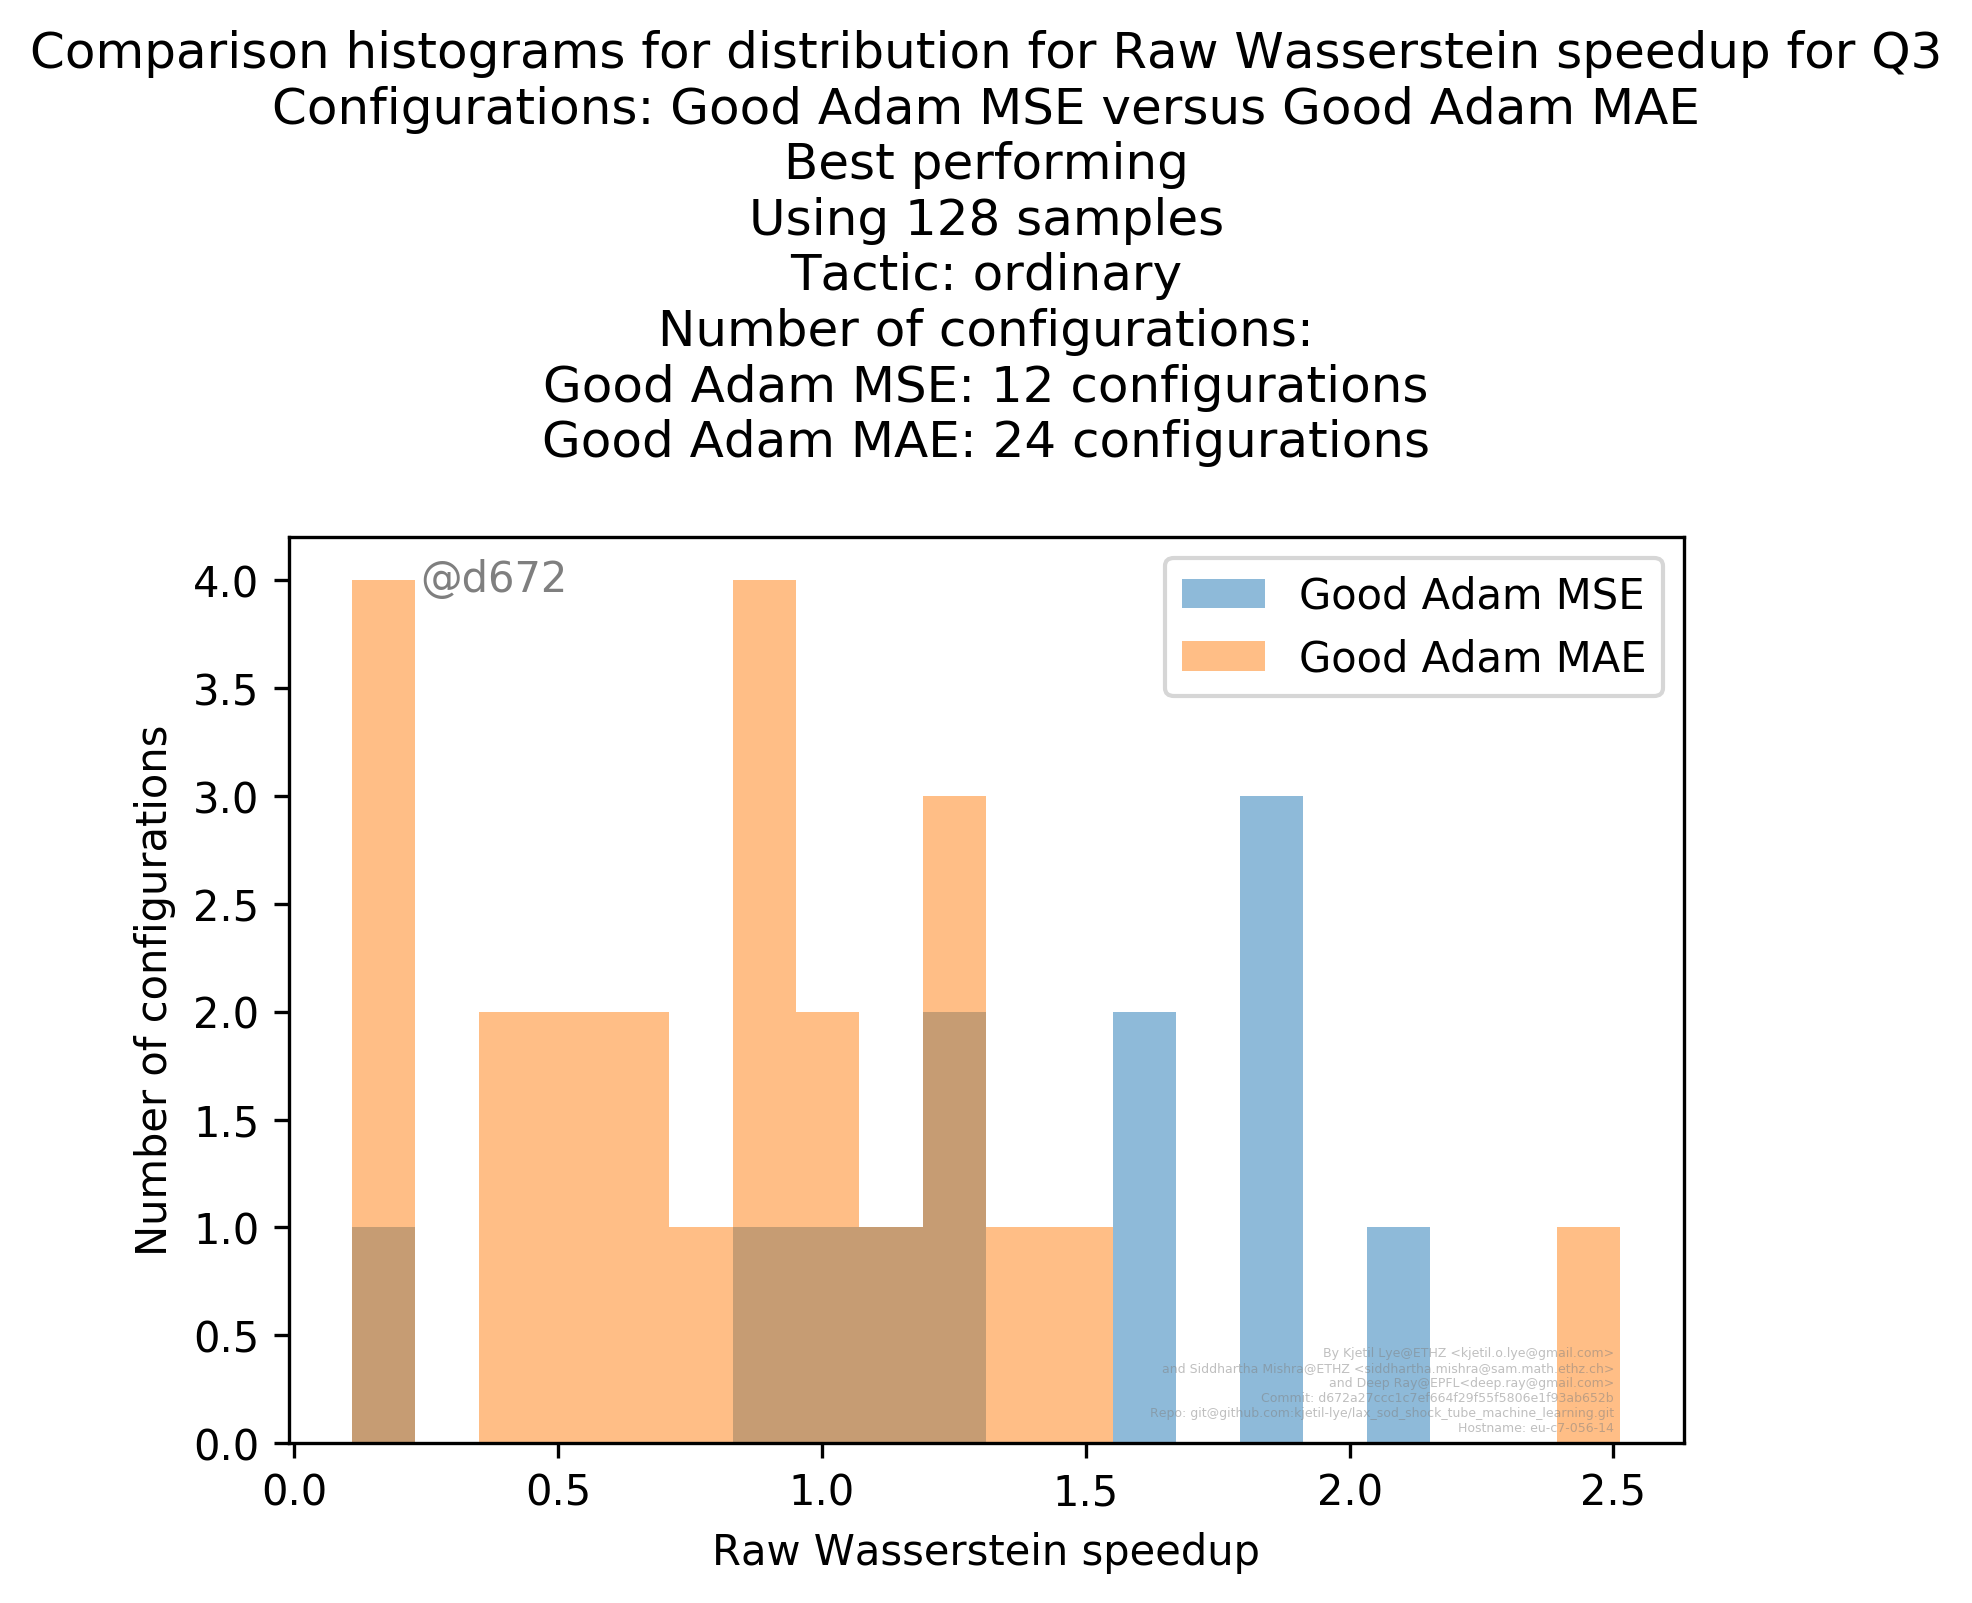 Comparison histograms for distribution for Raw Wasserstein speedup for Q3
Configurations: Good Adam MSE versus Good Adam MAE
Best performing
Using 128 samples
Tactic: ordinary
Number of configurations:
Good Adam MSE: 12 configurations
Good Adam MAE: 24 configurations
@d672
Good Adam MSE
Good Adam MAE
4.0
3.5
3.0
2.5
2.0
1.5
1.0
0.5
0.0
Number of configurations
By Kjetil Lye@ETHZ <kjetil.o.lye@gmail.com>
and Siddhartha Mishra@ETHZ <siddhartha.mishra@sam.math.ethz.ch>
and Deep Ray@EPFL<deep.ray@gmail.com>
Commit: d672a27ccc1c7ef664f29f55f5806e1f93ab652b
Repo: git@github.com:kjetil-lye/lax_sod_shock_tube_machine_learning.git
Hostname: eu-c7-056-14
0.0 0.5 1.0 1.5 2.0 2.5
Raw Wasserstein speedup